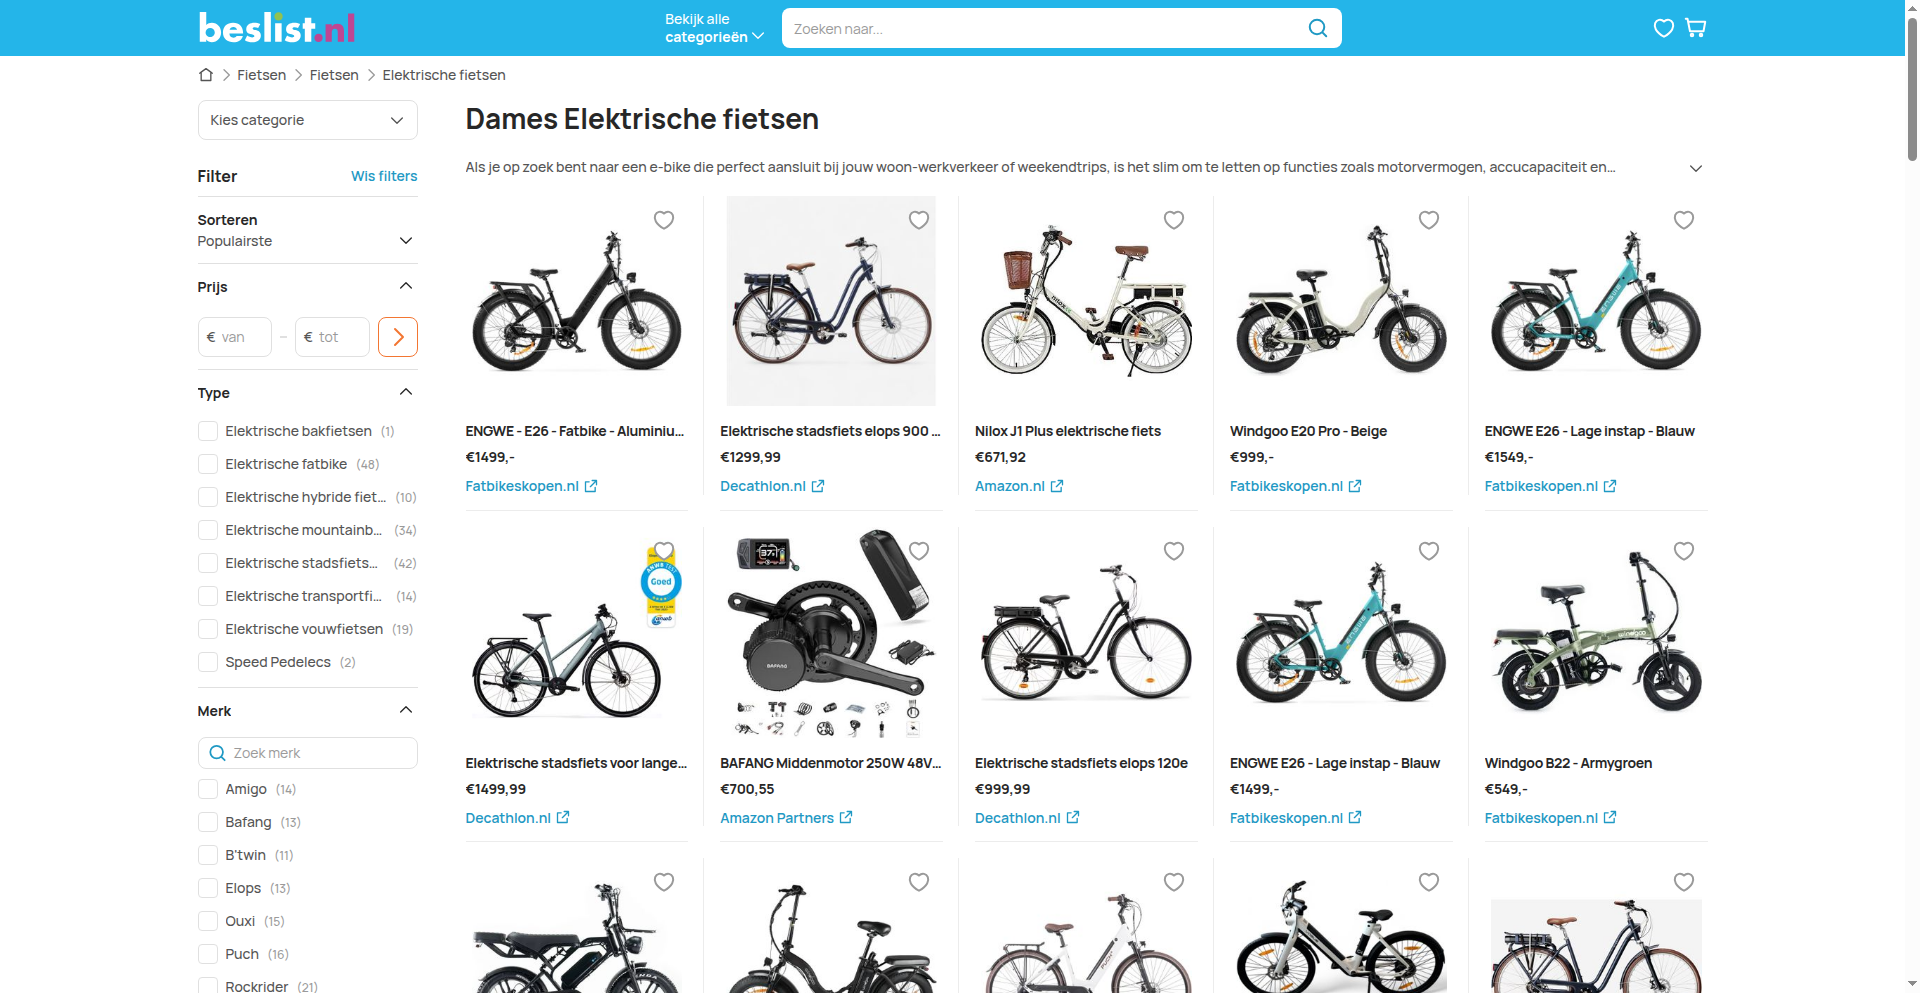 beslist.nl
Bekijk alle
categorieën
Zoeken naar...
Fietsen
Fietsen
Elektrische fietsen
Kies categorie
Dames Elektrische fietsen
Als je op zoek bent naar een e-bike die perfect aansluit bij jouw woon-werkverkeer of weekendtrips, is het slim om te letten op functies zoals motorvermogen, accucapaciteit en...
Filter
Wis filters
Sorteren
Populairste
Prijs
€ van
–
€ tot
Type
Elektrische bakfietsen (1)
Elektrische fatbike (48)
Elektrische hybride fiet... (10)
Elektrische mountainb... (34)
Elektrische stadsfiets... (42)
Elektrische transportfi... (14)
Elektrische vouwfietsen (19)
Speed Pedelecs (2)
Merk
Zoek merk
Amigo (14)
Bafang (13)
B'twin (11)
Elops (13)
Ouxi (15)
Puch (16)
Rockrider (21)
ENGWE - E26 - Fatbike - Aluminiu...
€1499,-
Fatbikeskopen.nl
Elektrische stadsfiets elops 900 ...
€1299,99
Decathlon.nl
Nilox J1 Plus elektrische fiets
€671,92
Amazon.nl
Windgoo E20 Pro - Beige
€999,-
Fatbikeskopen.nl
ENGWE E26 - Lage instap - Blauw
€1549,-
Fatbikeskopen.nl
Goed
Elektrische stadsfiets voor lange...
€1499,99
Decathlon.nl
BAFANG
BAFANG Middenmotor 250W 48V...
€700,55
Amazon Partners
Elektrische stadsfiets elops 120e
€999,99
Decathlon.nl
ENGWE E26 - Lage instap - Blauw
€1499,-
Fatbikeskopen.nl
Windgoo B22 - Armygroen
€549,-
Fatbikeskopen.nl